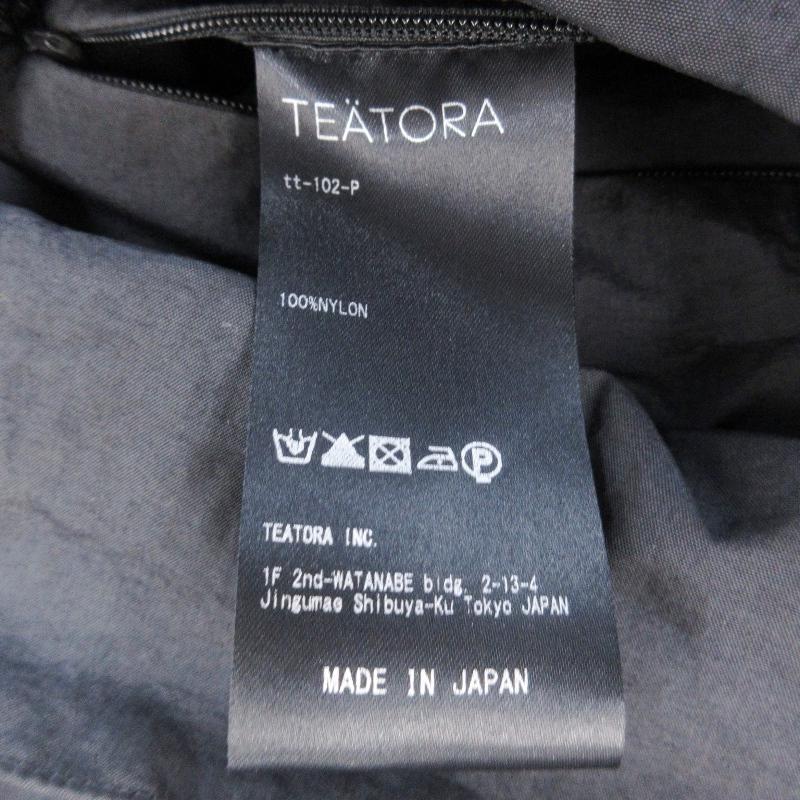 TEÄTORA
tt-102-P
100%NYLON
P
TEATORA INC.
1F 2nd-WATANABE bldg. 2-13-4
Jingumae Shibuya-Ku Tokyo JAPAN
MADE IN JAPAN